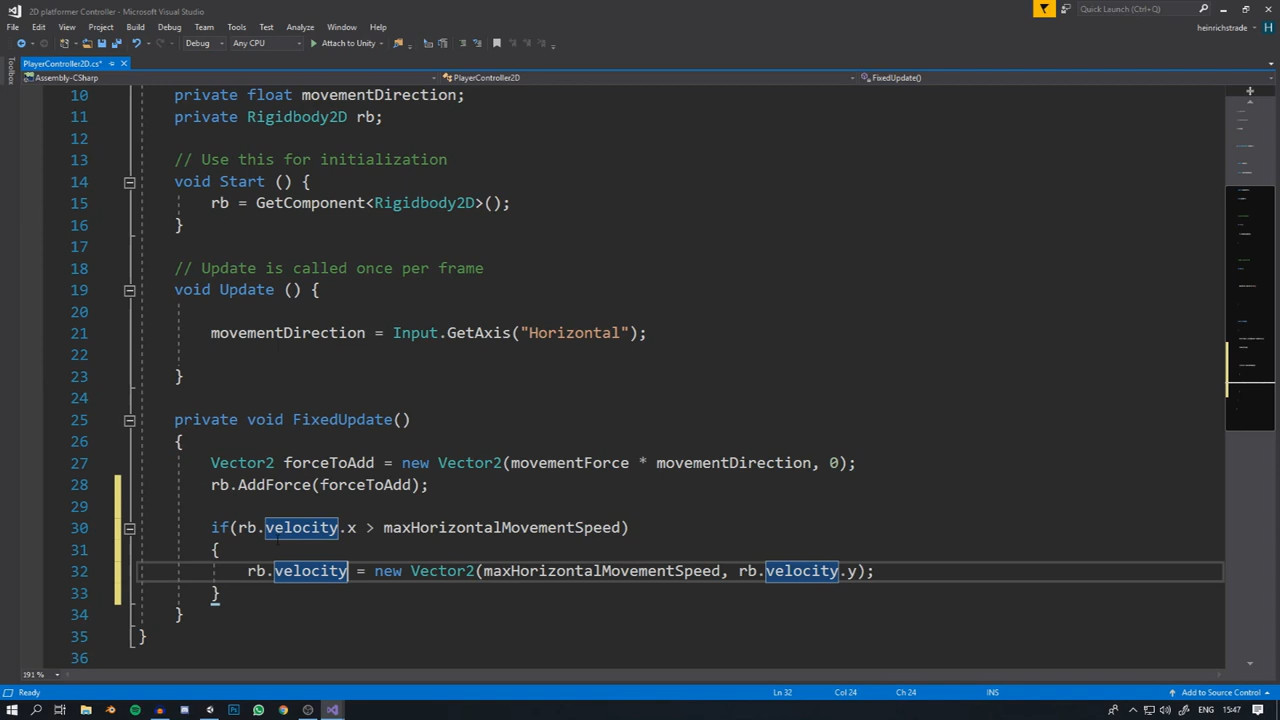 2D platformer Controller - Microsoft Visual Studio
Quick Launch (Ctrl+Q)
File Edit View Project Build Debug Team Tools Test Analyze Window Help
heinrichstrade H
Debug Any CPU Attach to Unity
PlayerController2D.cs*
Toolbox
Assembly-CSharp PlayerController2D FixedUpdate()
10 private float movementDirection;
11 private Rigidbody2D rb;
12
13 // Use this for initialization
14 void Start () {
15 rb = GetComponent<Rigidbody2D>();
16 }
17
18 // Update is called once per frame
19 void Update () {
20
21 movementDirection = Input.GetAxis("Horizontal");
22
23 }
24
25 private void FixedUpdate()
26 {
27 Vector2 forceToAdd = new Vector2(movementForce * movementDirection, 0);
28 rb.AddForce(forceToAdd);
29
30 if(rb.velocity.x > maxHorizontalMovementSpeed)
31 {
32 rb.velocity = new Vector2(maxHorizontalMovementSpeed, rb.velocity.y);
33 }
34 }
35 }
36
191 %
Ready Ln 32 Col 24 Ch 24 INS Add to Source Control
ENG 15:47